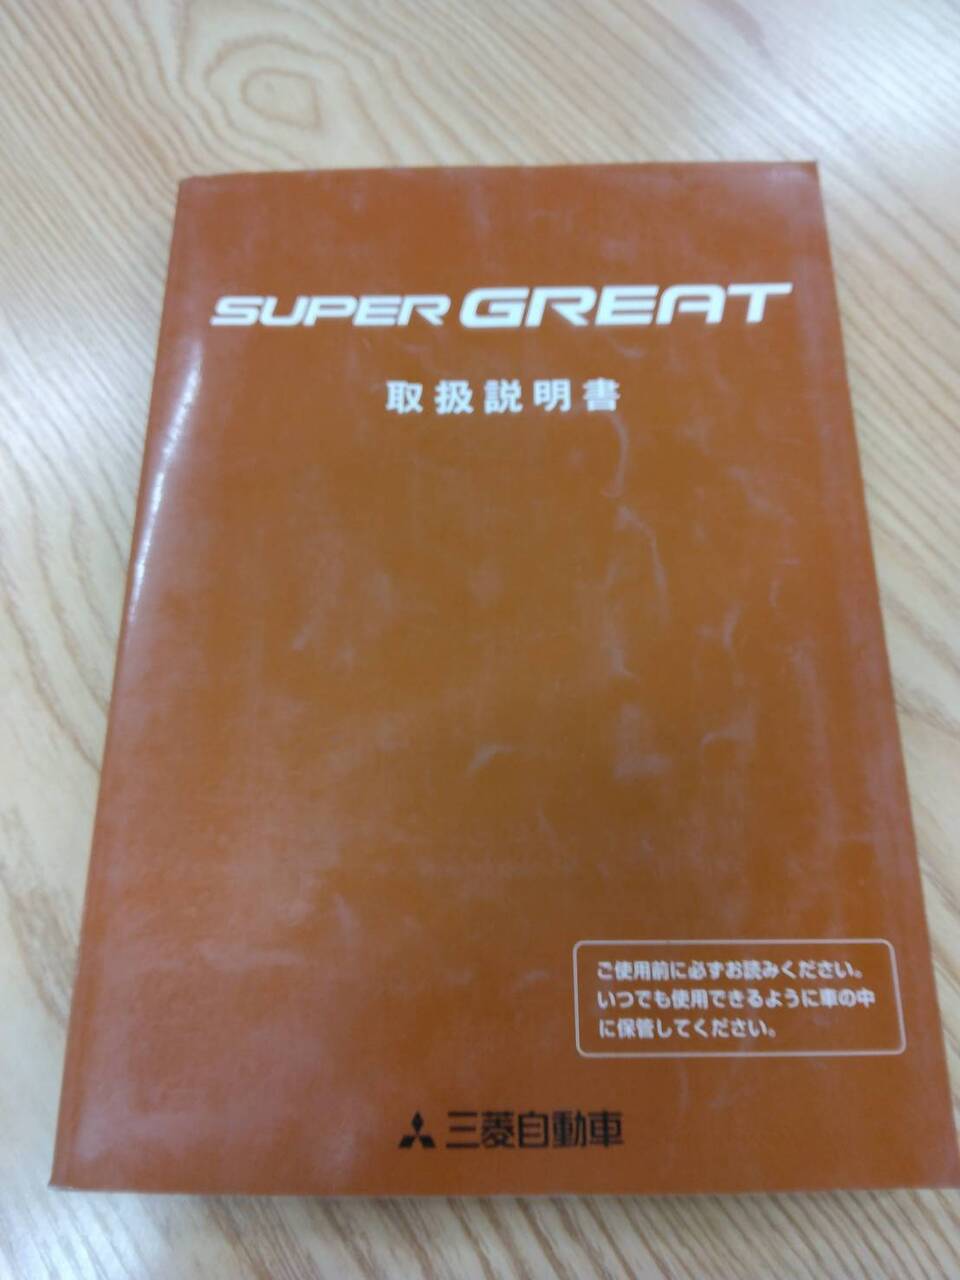 SUPER GREAT
取扱説明書
ご使用前に必ずお読みください。
いつでも使用できるように車の中
に保管してください。
三菱自動車